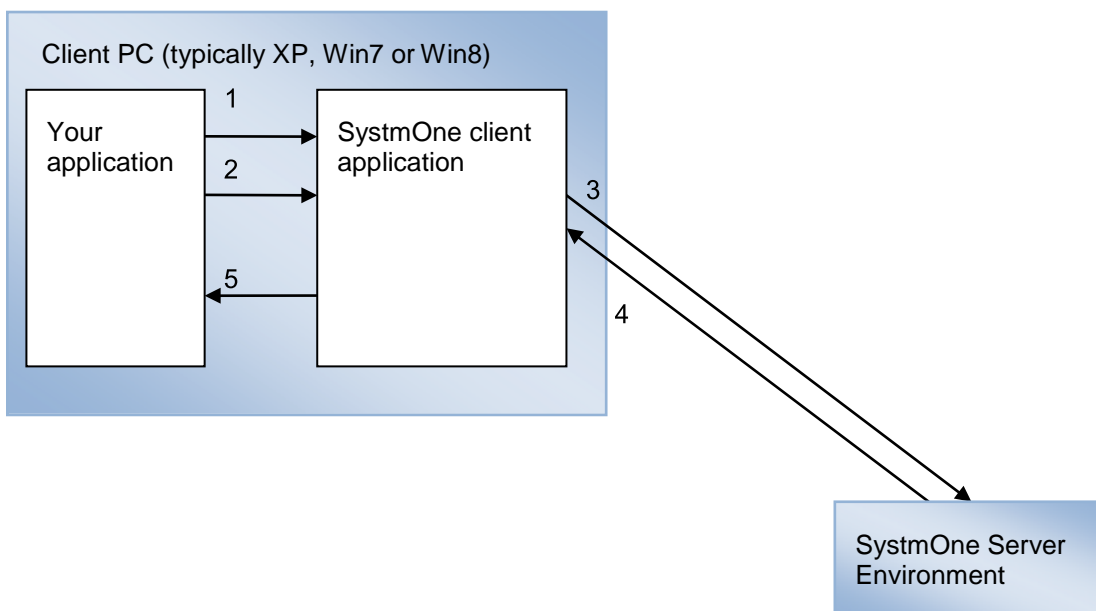 Client PC (typically XP, Win7 or Win8)
1
Your
application
SystmOne client
application
2
3
5
4
SystmOne Server
Environment